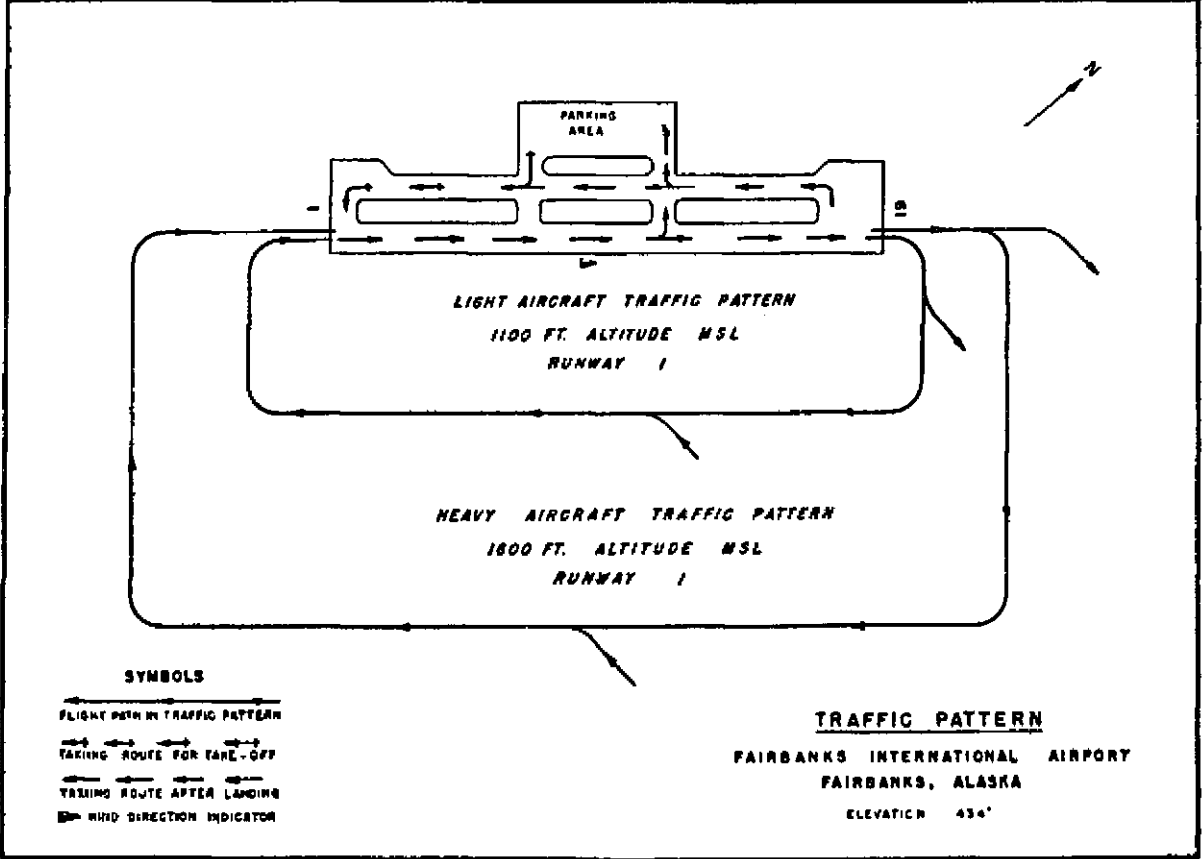 N
PARKING
AREA
1
19
LIGHT AIRCRAFT TRAFFIC PATTERN
1100 FT. ALTITUDE MSL
RUNWAY 1
HEAVY AIRCRAFT TRAFFIC PATTERN
1600 FT. ALTITUDE MSL
RUNWAY 1
SYMBOLS
FLIGHT PATH IN TRAFFIC PATTERN
TAXIING ROUTE FOR TAKE-OFF
TAXIING ROUTE AFTER LANDING
WIND DIRECTION INDICATOR
TRAFFIC PATTERN
FAIRBANKS INTERNATIONAL AIRPORT
FAIRBANKS, ALASKA
ELEVATION 434'